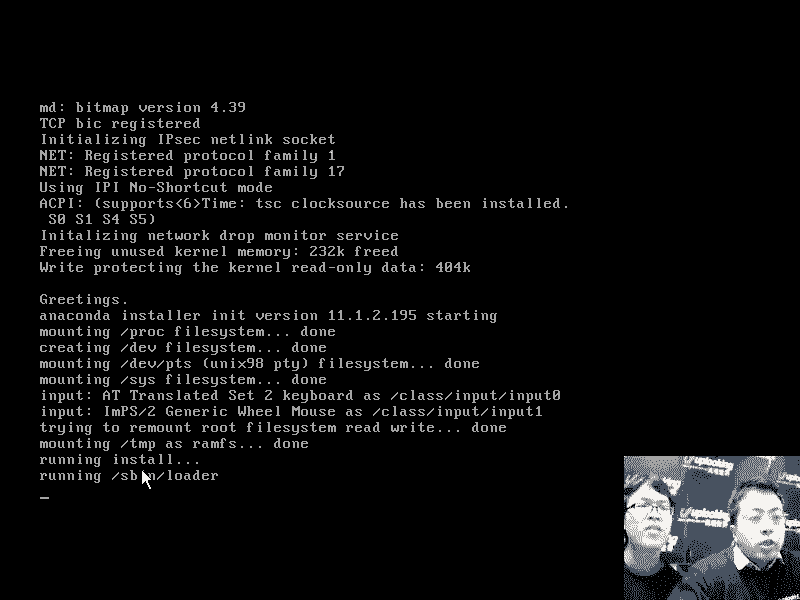 md: bitmap version 4.39
TCP bic registered
Initializing IPsec netlink socket
NET: Registered protocol family 1
NET: Registered protocol family 17
Using IPI No-Shortcut mode
ACPI: (supports<6>Time: tsc clocksource has been installed.
S0 S1 S4 S5)
Initalizing network drop monitor service
Freeing unused kernel memory: 232k freed
Write protecting the kernel read-only data: 404k
Greetings.
anaconda installer init version 11.1.2.195 starting
mounting /proc filesystem... done
creating /dev filesystem... done
mounting /dev/pts (unix98 pty) filesystem... done
mounting /sys filesystem... done
input: AT Translated Set 2 keyboard as /class/input/input0
input: ImPS/2 Generic Wheel Mouse as /class/input/input1
trying to remount root filesystem read write... done
mounting /tmp as ramfs... done
running install...
running /sbin/loader
uplooking
uplooking